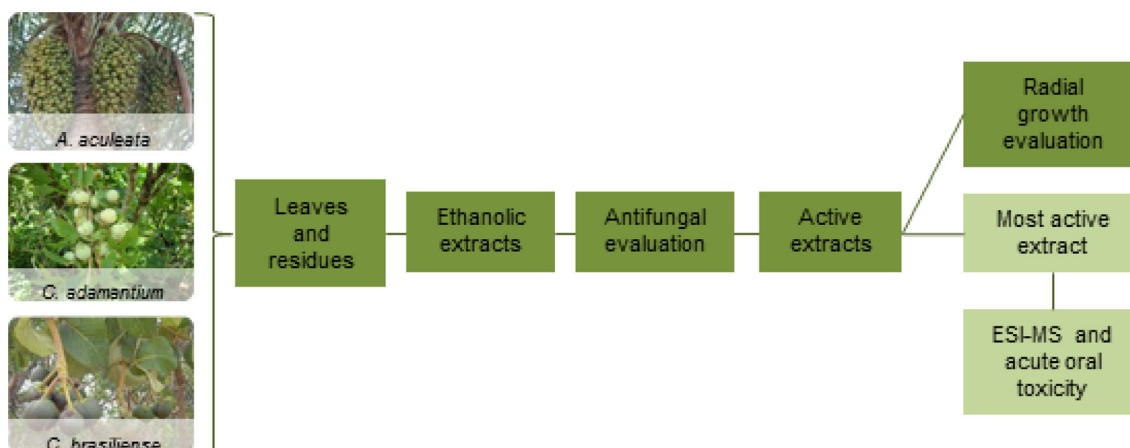 A. aculeata
C. adamantium
C. brasiliense
Leaves
and
residues
Ethanolic
extracts
Antifungal
evaluation
Active
extracts
Radial
growth
evaluation
Most active
extract
ESI-MS and
acute oral
toxicity